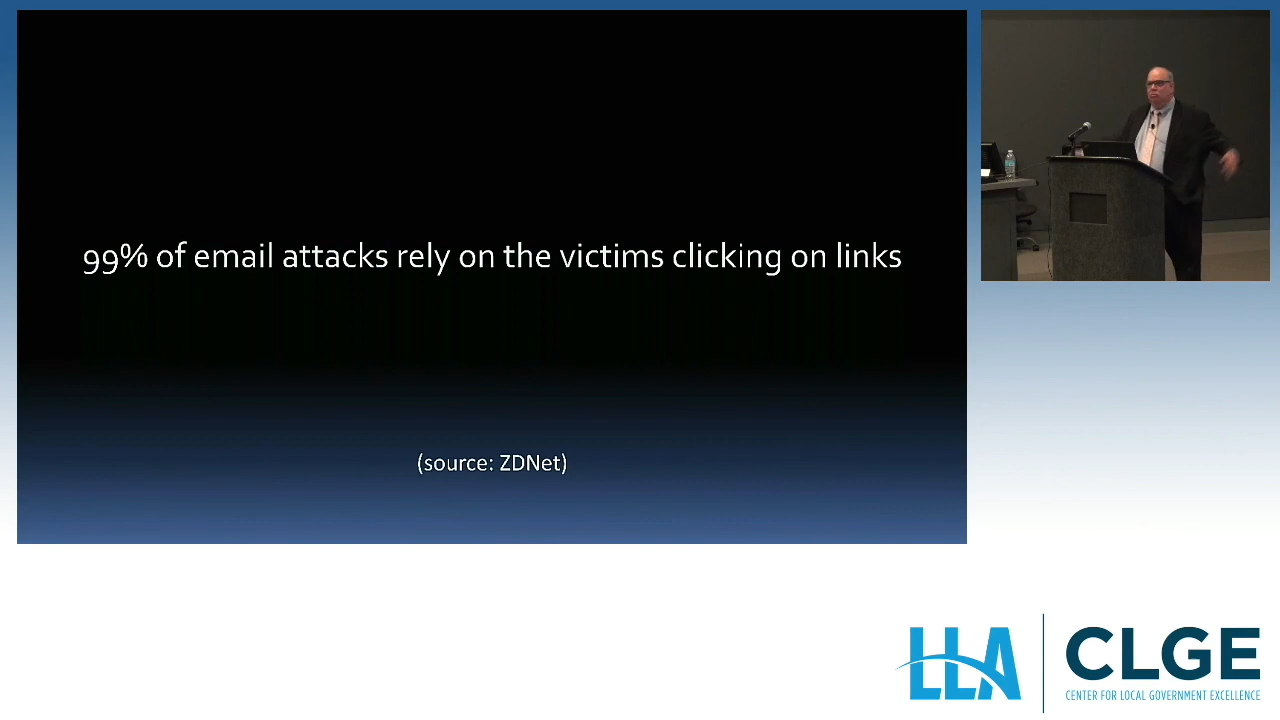 99% of email attacks rely on the victims clicking on links
(source: ZDNet)
LLA
CLGE
CENTER FOR LOCAL GOVERNMENT EXCELLENCE